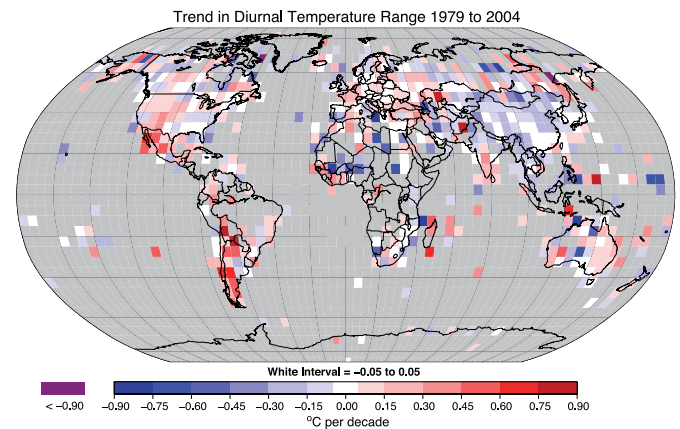 Trend in Diurnal Temperature Range 1979 to 2004
White Interval = −0.05 to 0.05
< −0.90 −0.90 −0.75 −0.60 −0.45 −0.30 −0.15 0.00 0.15 0.30 0.45 0.60 0.75 0.90
°C per decade